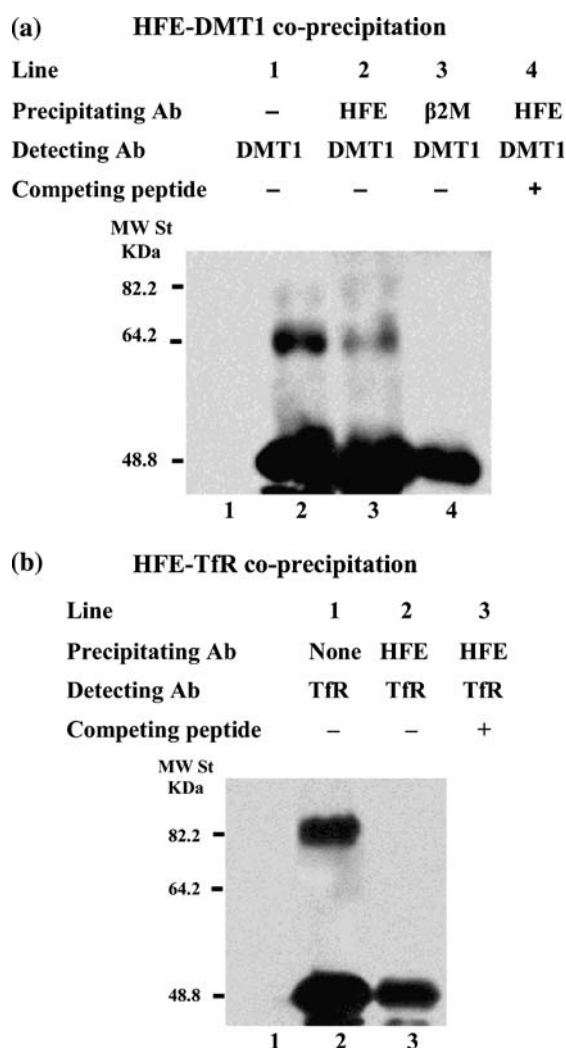 (a) HFE-DMT1 co-precipitation
Line 1 2 3 4
Precipitating Ab – HFE β2M HFE
Detecting Ab DMT1 DMT1 DMT1 DMT1
Competing peptide – – – +
MW St
KDa
82.2
64.2
48.8
1 2 3 4
(b) HFE-TfR co-precipitation
Line 1 2 3
Precipitating Ab None HFE HFE
Detecting Ab TfR TfR TfR
Competing peptide – – +
MW St
KDa
82.2
64.2
48.8
1 2 3